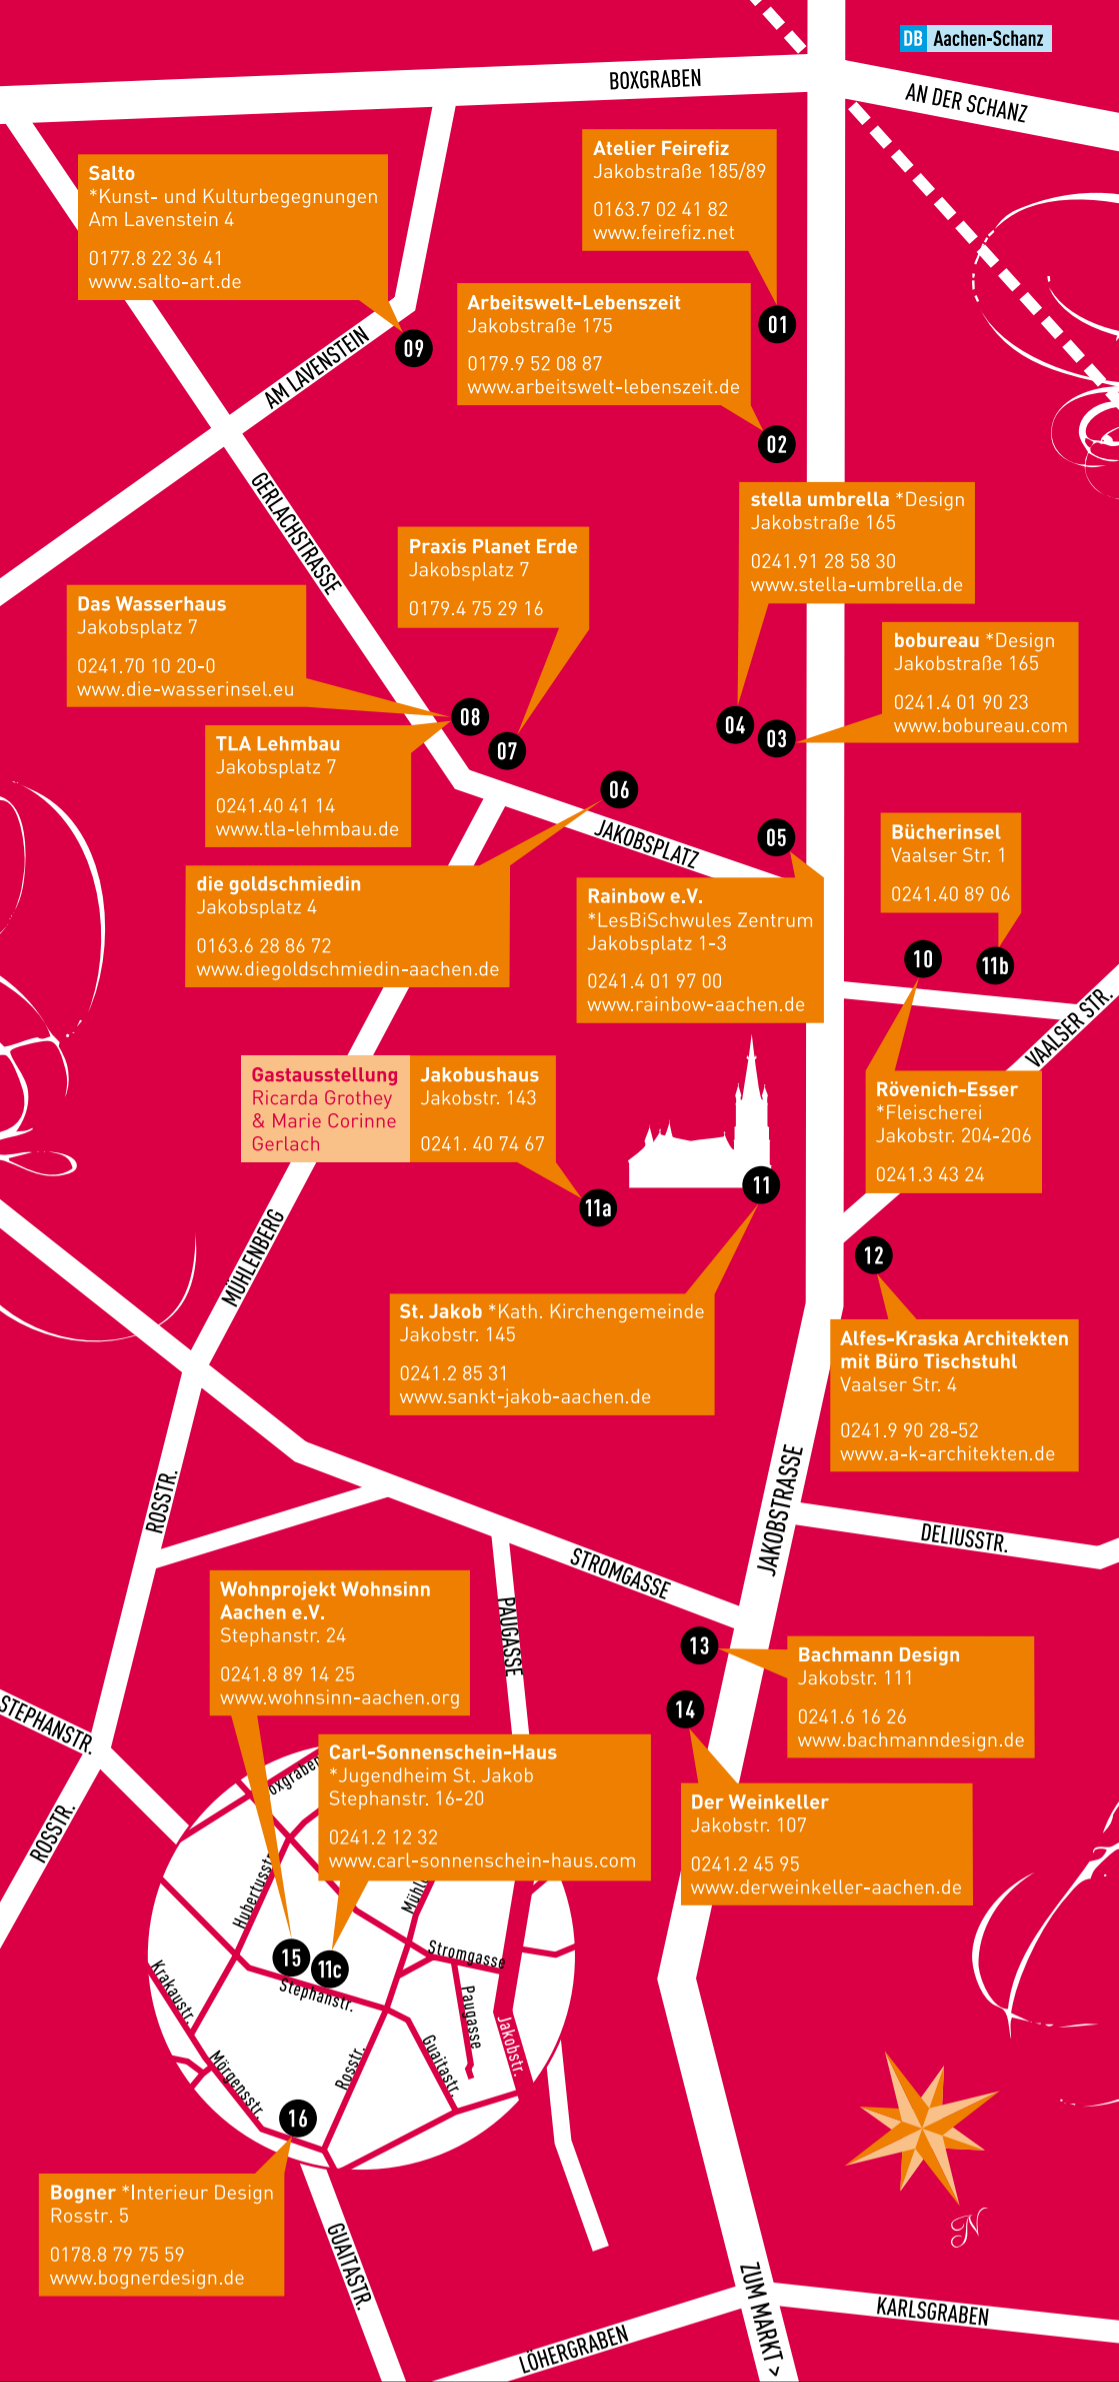 DB Aachen-Schanz
BOXGRABEN
AN DER SCHANZ
Atelier Feirefiz
Jakobstraße 185/89
0163.7 02 41 82
www.feirefiz.net
Salto
*Kunst- und Kulturbegegnungen
Am Lavenstein 4
0177.8 22 36 41
www.salto-art.de
Arbeitswelt-Lebenszeit
Jakobstraße 175
0179.9 52 08 87
www.arbeitswelt-lebenszeit.de
01
09
AM LAVENSTEIN
02
GERLACHSTRASSE
stella umbrella *Design
Jakobstraße 165
0241.91 28 58 30
www.stella-umbrella.de
Praxis Planet Erde
Jakobsplatz 7
0179.4 75 29 16
Das Wasserhaus
Jakobsplatz 7
0241.70 10 20-0
www.die-wasserinsel.eu
bobureau *Design
Jakobstraße 165
0241.4 01 90 23
www.bobureau.com
08
07
04
03
TLA Lehmbau
Jakobsplatz 7
0241.40 41 14
www.tla-lehmbau.de
06
JAKOBSPLATZ
05
Bücherinsel
Vaalser Str. 1
0241.40 89 06
die goldschmiedin
Jakobsplatz 4
0163.6 28 86 72
www.diegoldschmiedin-aachen.de
Rainbow e.V.
*LesBiSchwules Zentrum
Jakobsplatz 1-3
0241.4 01 97 00
www.rainbow-aachen.de
10
11b
VAALSER STR.
Gastausstellung
Ricarda Grothey
& Marie Corinne
Gerlach
Jakobushaus
Jakobstr. 143
0241. 40 74 67
Rövenich-Esser
*Fleischerei
Jakobstr. 204-206
0241.3 43 24
11
11a
MÜHLENBERG
12
St. Jakob *Kath. Kirchengemeinde
Jakobstr. 145
0241.2 85 31
www.sankt-jakob-aachen.de
Alfes-Kraska Architekten
mit Büro Tischstuhl
Vaalser Str. 4
0241.9 90 28-52
www.a-k-architekten.de
ROSSTR.
JAKOBSTRASSE
DELIUSSTR.
STROMGASSE
PAUGASSE
Wohnprojekt Wohnsinn
Aachen e.V.
Stephanstr. 24
0241.8 89 14 25
www.wohnsinn-aachen.org
13
Bachmann Design
Jakobstr. 111
0241.6 16 26
www.bachmanndesign.de
14
STEPHANSTR.
ROSSTR.
Carl-Sonnenschein-Haus
*Jugendheim St. Jakob
Stephanstr. 16-20
0241.2 12 32
www.carl-sonnenschein-haus.com
Der Weinkeller
Jakobstr. 107
0241.2 45 95
www.derweinkeller-aachen.de
oxgraben
Hubertusstr
Mühl
Stromgasse
15
11c
Stephanstr.
Krakaustr.
Paugasse
Jakobstr.
Guaitastr.
Rosstr.
Mörgensstr.
16
Bogner *Interieur Design
Rosstr. 5
0178.8 79 75 59
www.bognerdesign.de
N
GUAITASTR.
ZUM MARKT >
KARLSGRABEN
LÖHERGRABEN